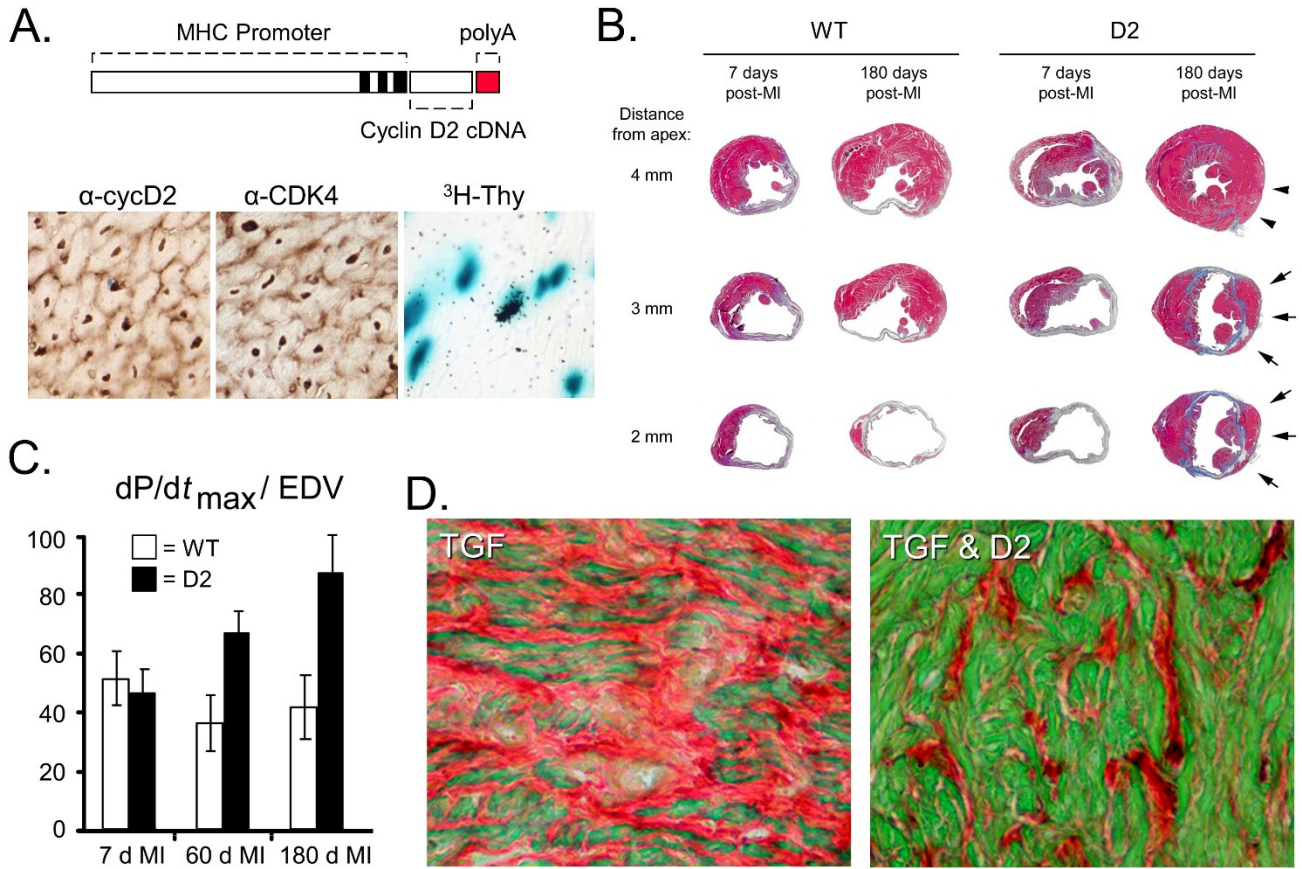 A.
MHC Promoter
polyA
Cyclin D2 cDNA
α-cycD2
α-CDK4
³H-Thy
B.
WT
D2
7 days
post-MI
180 days
post-MI
7 days
post-MI
180 days
post-MI
Distance
from apex:
4 mm
3 mm
2 mm
C.
dP/dt max / EDV
100
80
60
40
20
0
= WT
= D2
7 d MI
60 d MI
180 d MI
D.
TGF
TGF & D2